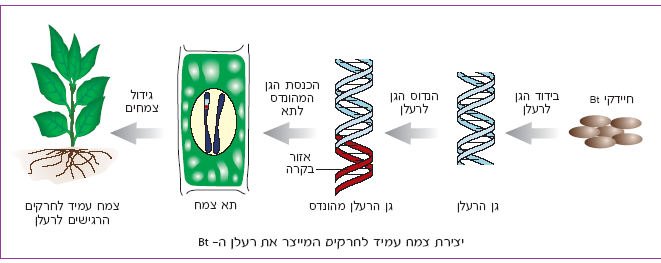 חיידקי Bt
בידוד הגן
לרעלן
גן הרעלן
הנדוס הגן
לרעלן
אזור
בקרה
גן הרעלן מהונדס
הכנסת הגן
המהונדס
לתא
תא צמח
גידול
צמחים
צמח עמיד לחרקים
הרגישים לרעלן
יצירת צמח עמיד לחרקים המייצר את רעלן ה- Bt